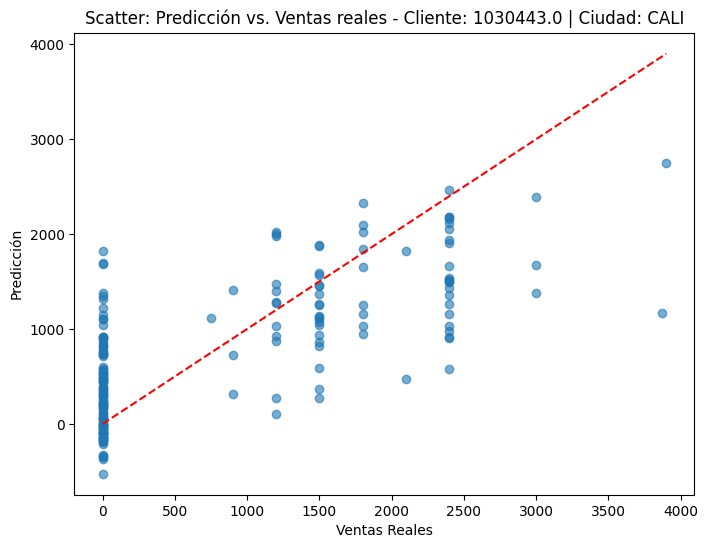 Scatter: Predicción vs. Ventas reales - Cliente: 1030443.0 | Ciudad: CALI
4000
3000
2000
1000
0
Predicción
0 500 1000 1500 2000 2500 3000 3500 4000
Ventas Reales